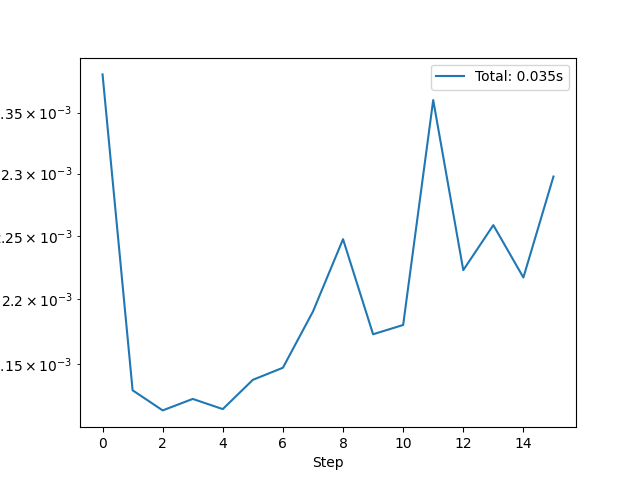 Total: 0.035s
.35 × 10⁻³
2.3 × 10⁻³
.25 × 10⁻³
2.2 × 10⁻³
.15 × 10⁻³
0 2 4 6 8 10 12 14
Step